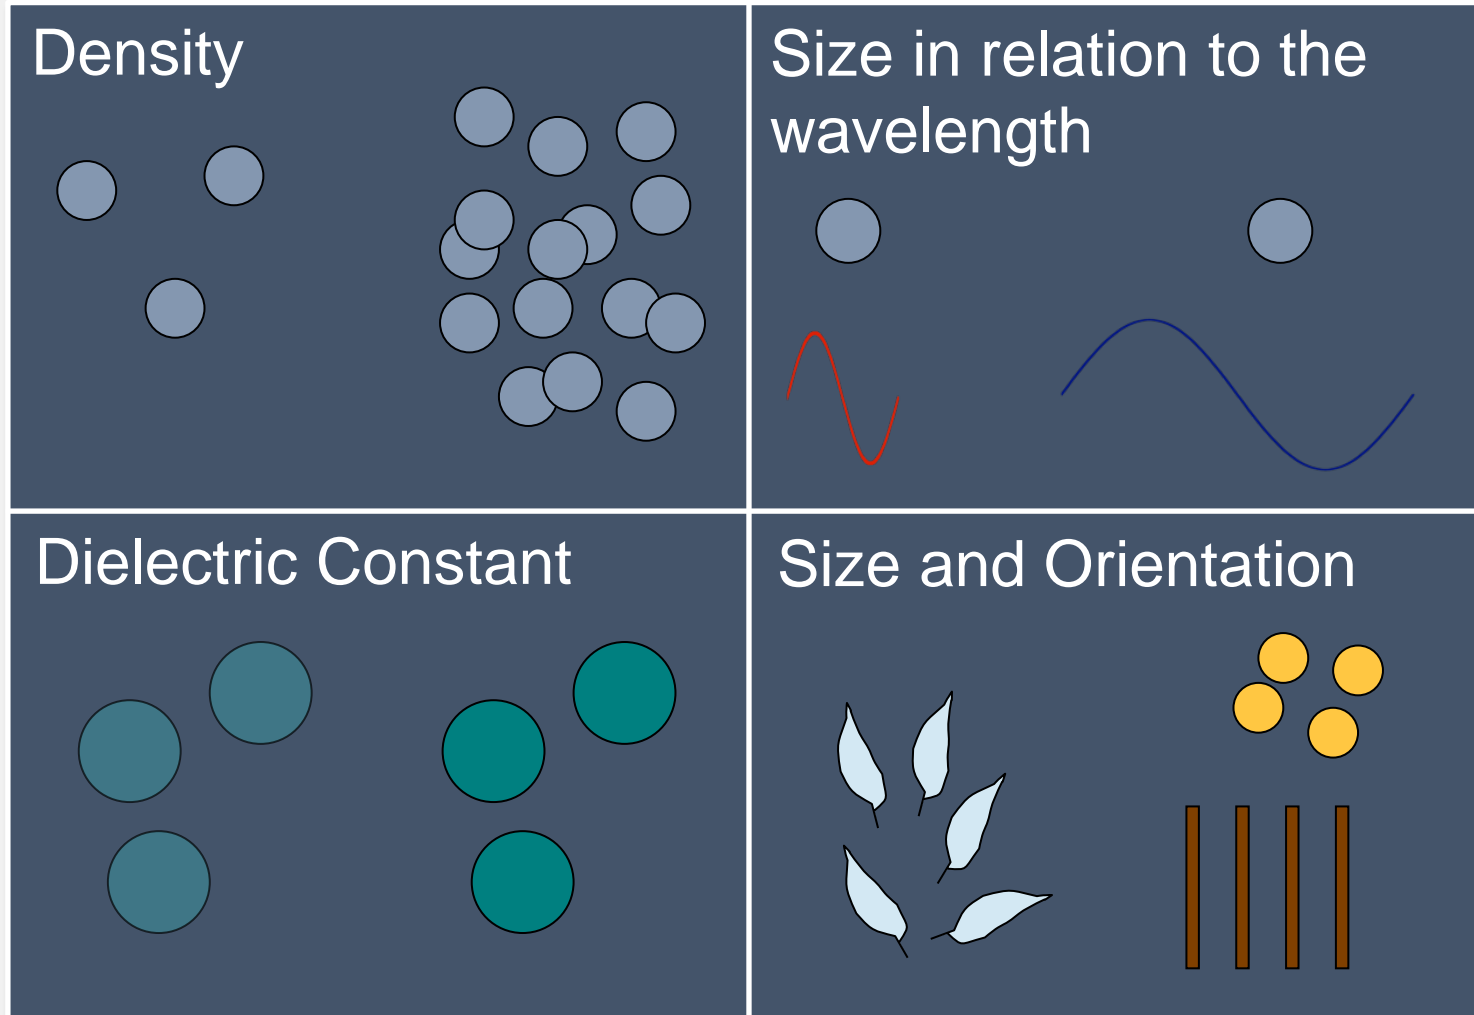 Density
Size in relation to the
wavelength
Dielectric Constant
Size and Orientation